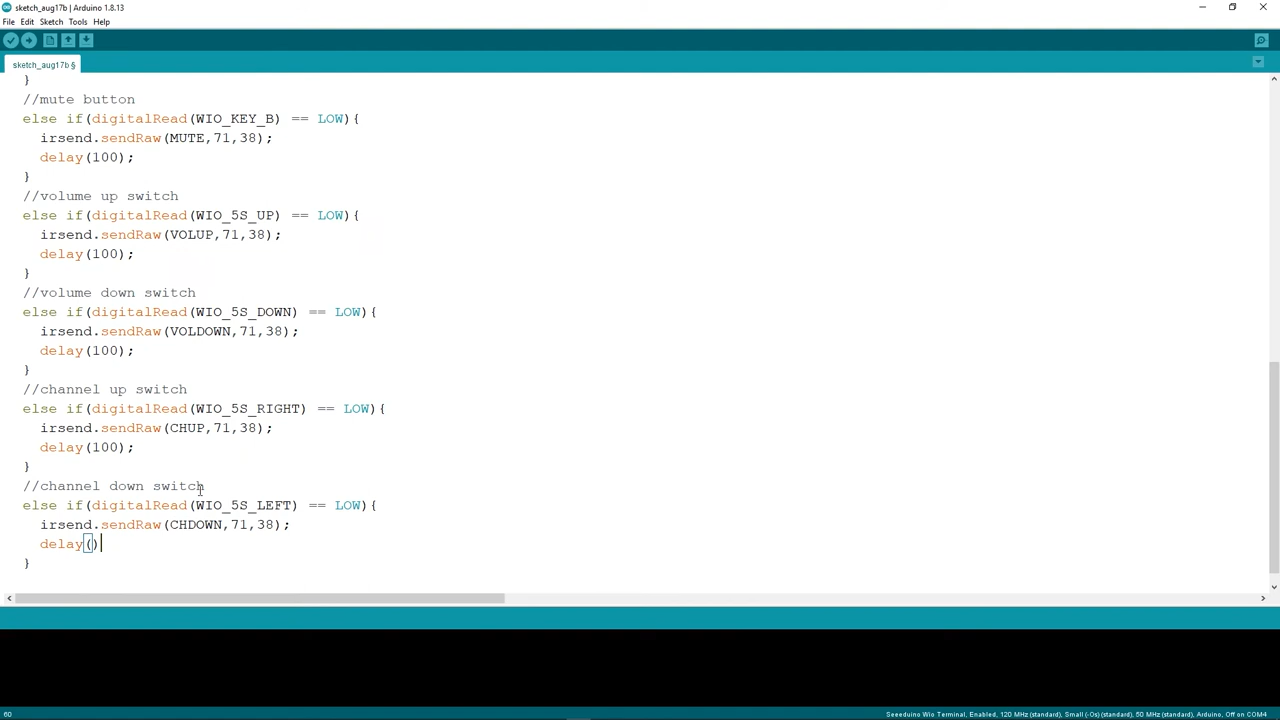 sketch_aug17b | Arduino 1.8.13
File Edit Sketch Tools Help
sketch_aug17b §
}
//mute button
else if(digitalRead(WIO_KEY_B) == LOW){
irsend.sendRaw(MUTE,71,38);
delay(100);
}
//volume up switch
else if(digitalRead(WIO_5S_UP) == LOW){
irsend.sendRaw(VOLUP,71,38);
delay(100);
}
//volume down switch
else if(digitalRead(WIO_5S_DOWN) == LOW){
irsend.sendRaw(VOLDOWN,71,38);
delay(100);
}
//channel up switch
else if(digitalRead(WIO_5S_RIGHT) == LOW){
irsend.sendRaw(CHUP,71,38);
delay(100);
}
//channel down switch
else if(digitalRead(WIO_5S_LEFT) == LOW){
irsend.sendRaw(CHDOWN,71,38);
delay()
}
60
Seeeduino Wio Terminal, Enabled, 120 MHz (standard), Small (-Os) (standard), 50 MHz (standard), Arduino, Off on COM4